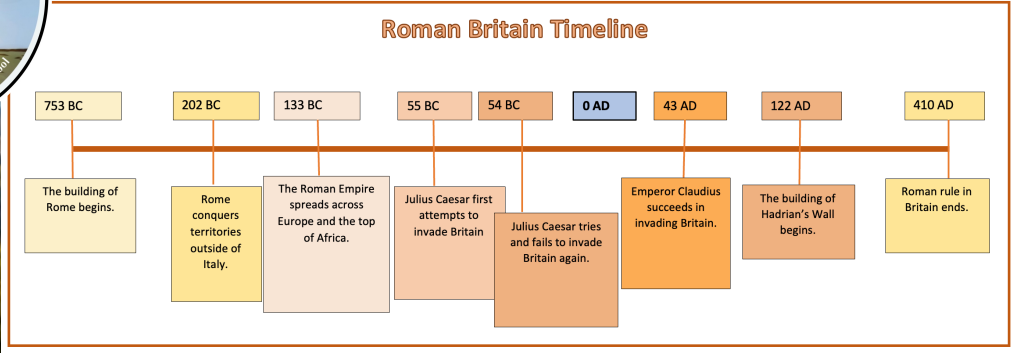 Roman Britain Timeline
753 BC
202 BC
133 BC
55 BC
54 BC
0 AD
43 AD
122 AD
410 AD
The building of
Rome begins.
Rome
conquers
territories
outside of
Italy.
The Roman Empire
spreads across
Europe and the top
of Africa.
Julius Caesar first
attempts to
invade Britain
Julius Caesar tries
and fails to invade
Britain again.
Emperor Claudius
succeeds in
invading Britain.
The building of
Hadrian’s Wall
begins.
Roman rule in
Britain ends.